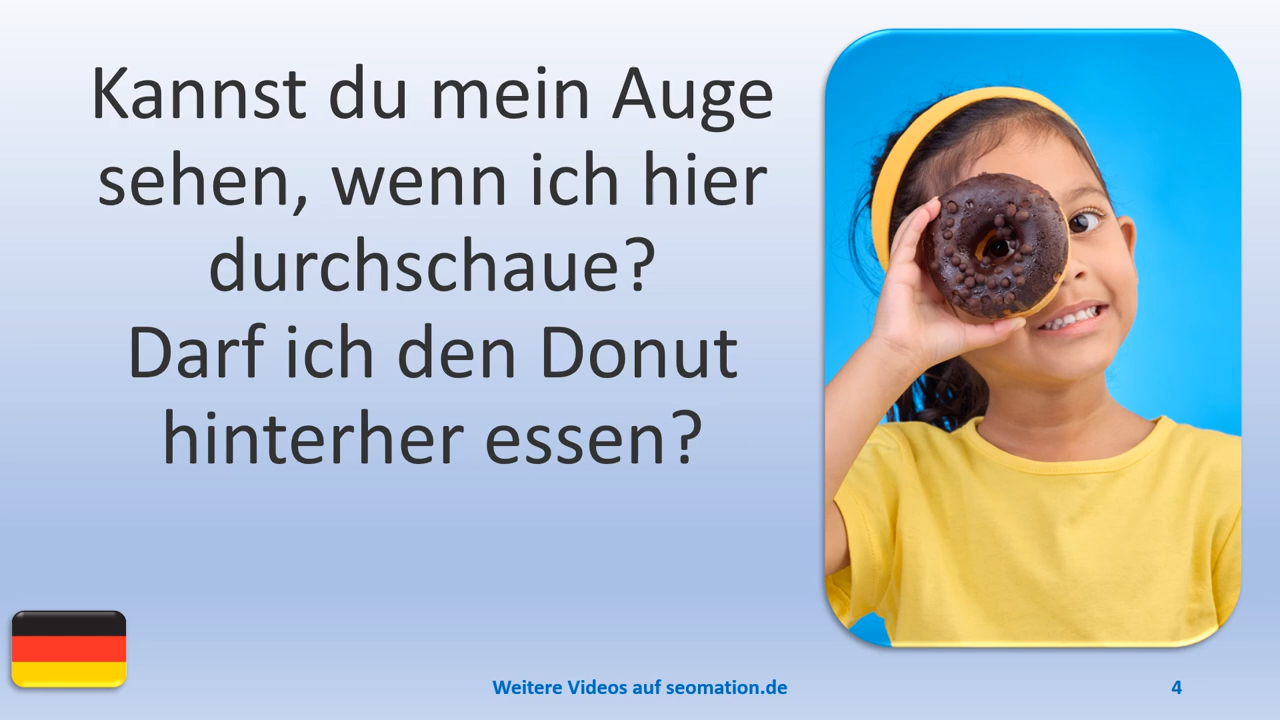 Kannst du mein Auge
sehen, wenn ich hier
durchschaue?
Darf ich den Donut
hinterher essen?
Weitere Videos auf seomation.de
4